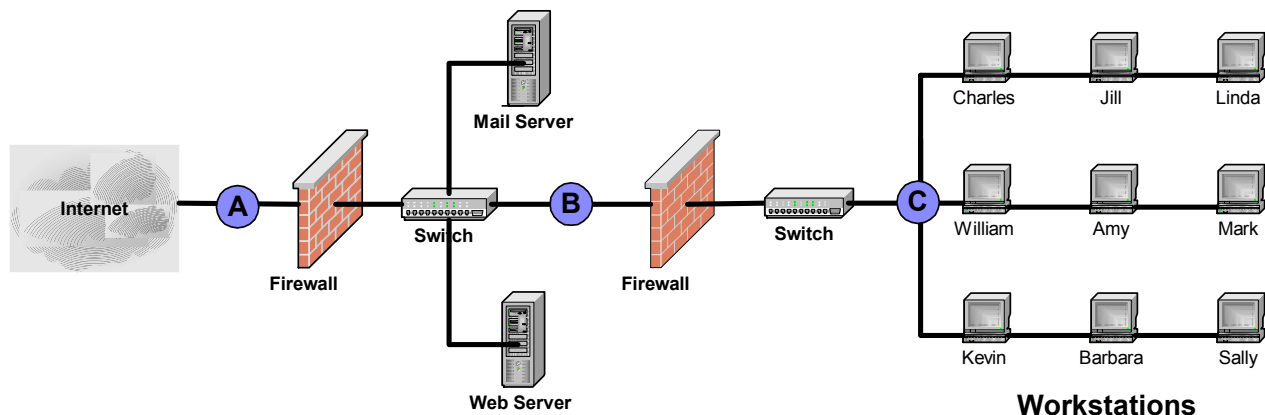 Mail Server
Charles
Jill
Linda
Internet
A
B
C
Switch
Switch
William
Amy
Mark
Firewall
Firewall
Kevin
Barbara
Sally
Web Server
Workstations